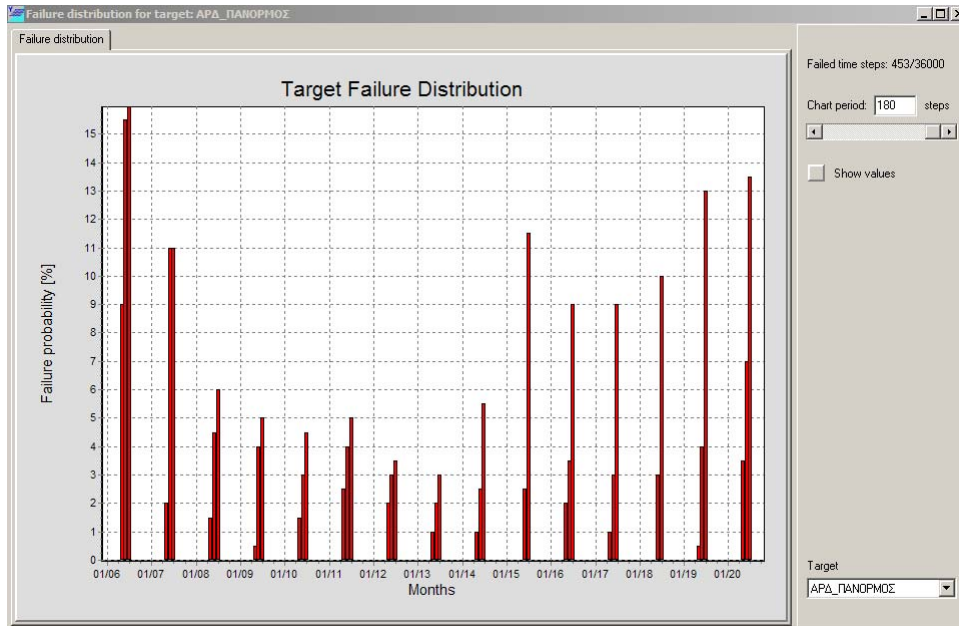 Failure distribution for target: ΑΡΔ_ΠΑΝΟΡΜΟΣ
Failure distribution
Target Failure Distribution
Failure probability [%]
15
14
13
12
11
10
9
8
7
6
5
4
3
2
1
0
01/06 01/07 01/08 01/09 01/10 01/11 01/12 01/13 01/14 01/15 01/16 01/17 01/18 01/19 01/20
Months
Failed time steps: 453/36000
Chart period: 180 steps
Show values
Target
ΑΡΔ_ΠΑΝΟΡΜΟΣ